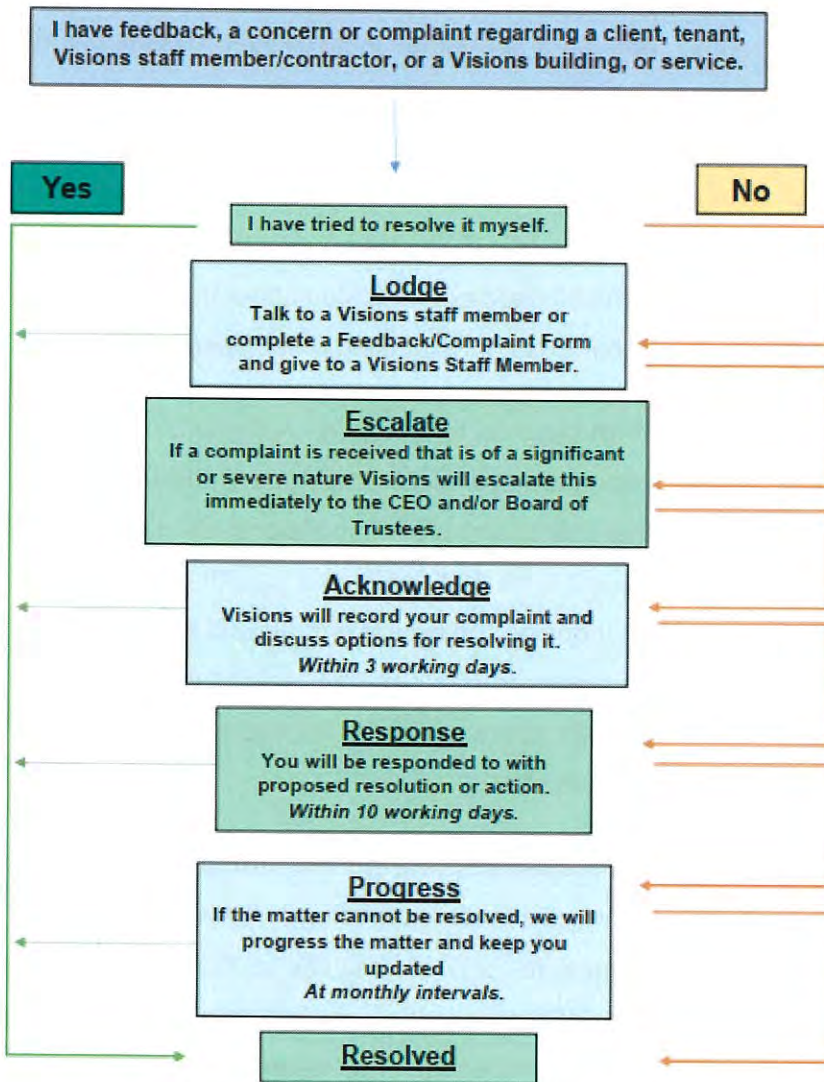 I have feedback, a concern or complaint regarding a client, tenant,
Visions staff member/contractor, or a Visions building, or service.
Yes
No
I have tried to resolve it myself.
Lodge
Talk to a Visions staff member or
complete a Feedback/Complaint Form
and give to a Visions Staff Member.
Escalate
If a complaint is received that is of a significant
or severe nature Visions will escalate this
immediately to the CEO and/or Board of
Trustees.
Acknowledge
Visions will record your complaint and
discuss options for resolving it.
Within 3 working days.
Response
You will be responded to with
proposed resolution or action.
Within 10 working days.
Progress
If the matter cannot be resolved, we will
progress the matter and keep you
updated
At monthly intervals.
Resolved